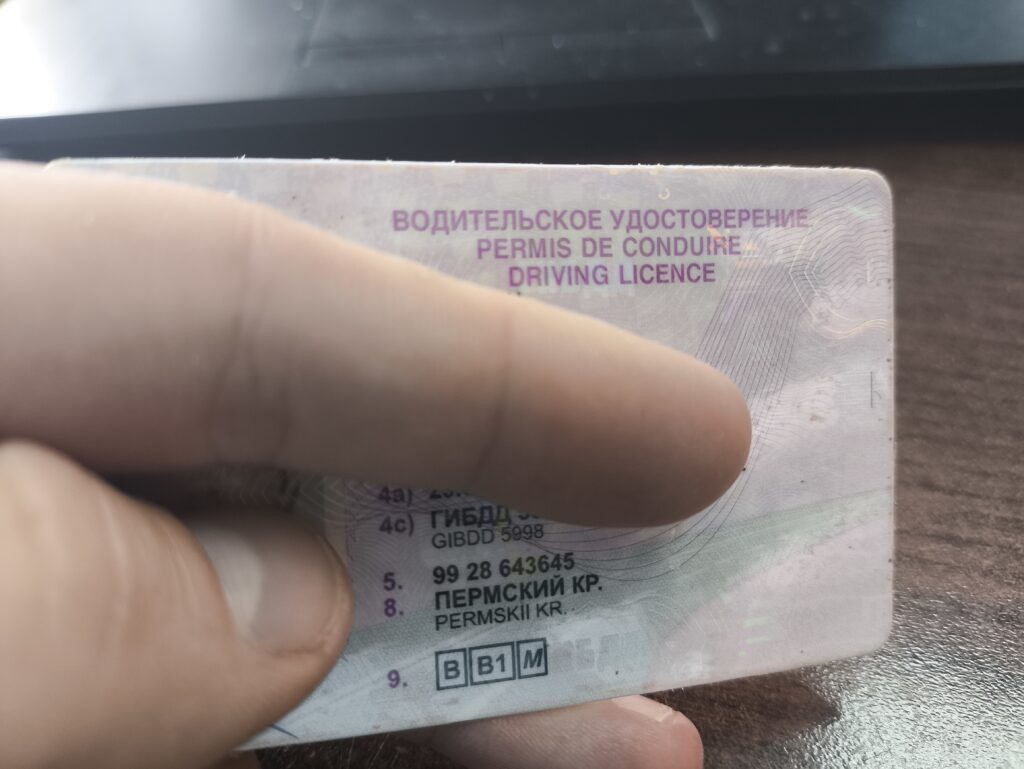 ВОДИТЕЛЬСКОЕ УДОСТОВЕРЕНИЕ
PERMIS DE CONDUIRE
DRIVING LICENCE
4a)
4c) ГИБДД
GIBDD 5998
5. 99 28 643645
8. ПЕРМСКИЙ КР.
PERMSKII KR.
9. B B1 M